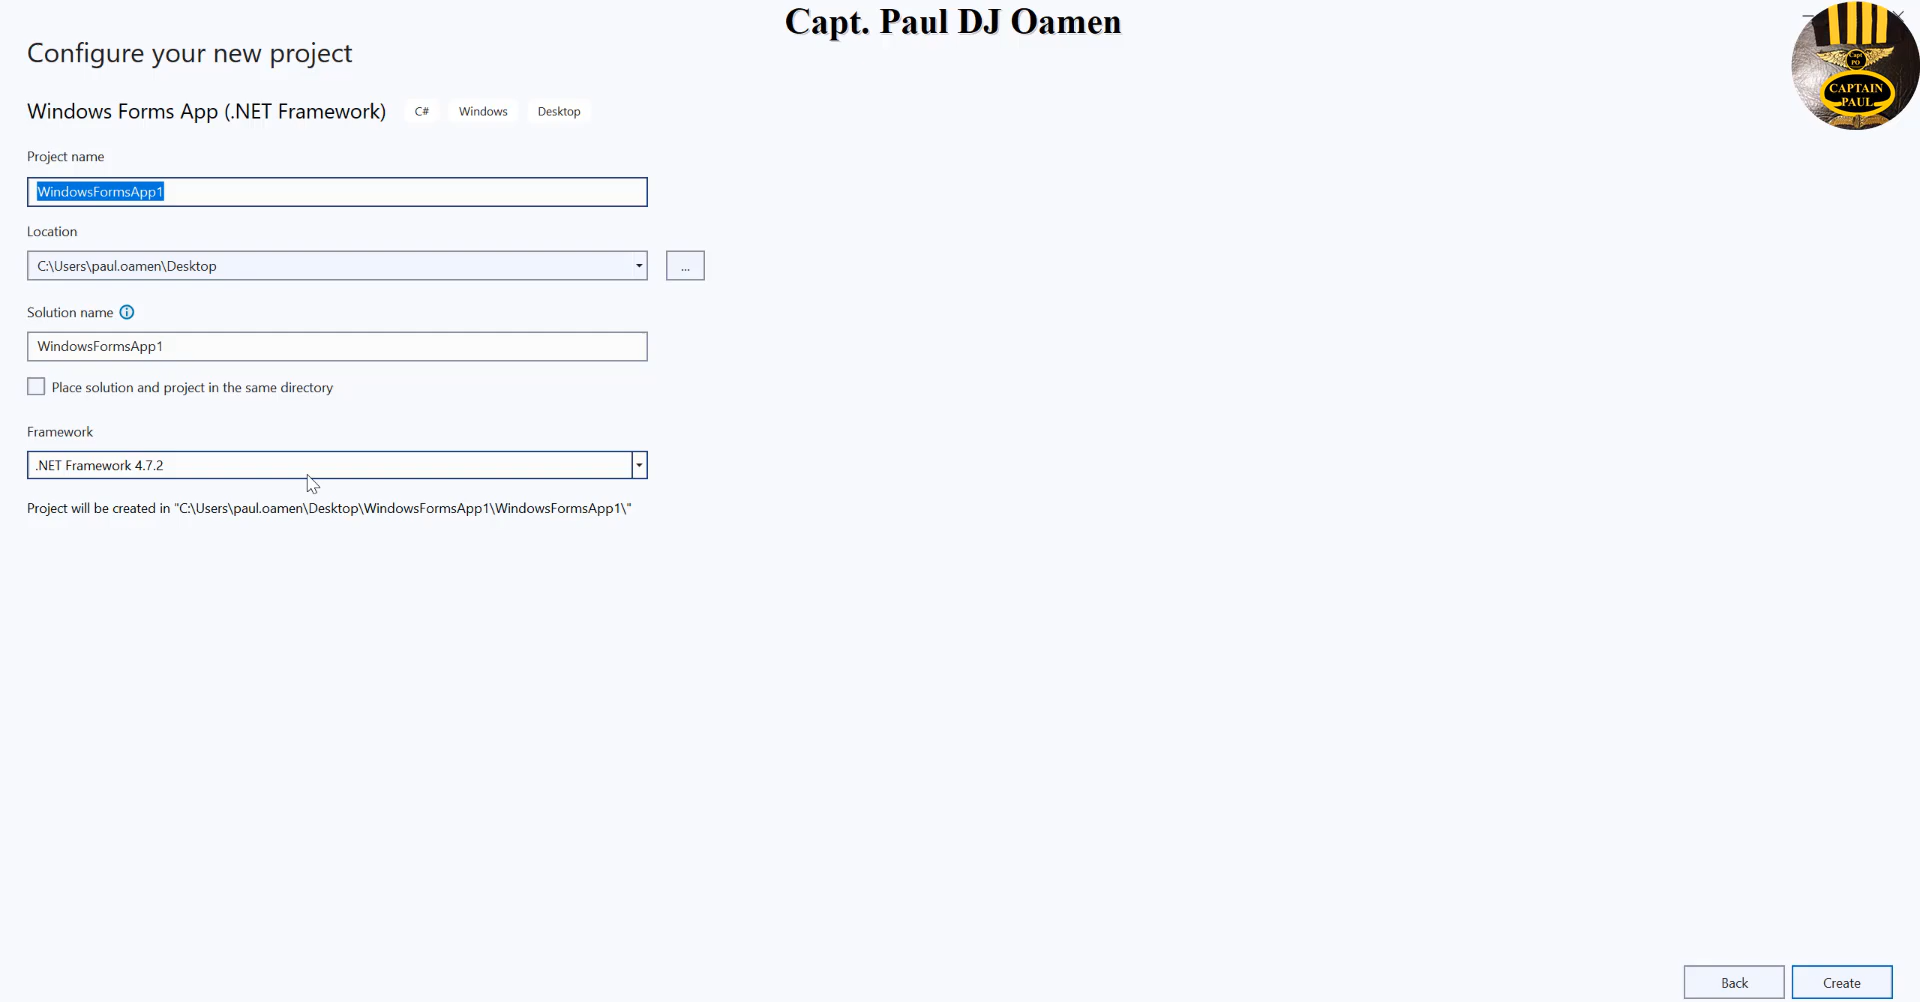 Capt. Paul DJ Oamen
Configure your new project
Windows Forms App (.NET Framework) C# Windows Desktop
Capt
PO
CAPTAIN
PAUL
Project name
WindowsFormsApp1
Location
C:\Users\paul.oamen\Desktop
...
Solution name
WindowsFormsApp1
Place solution and project in the same directory
Framework
.NET Framework 4.7.2
Project will be created in "C:\Users\paul.oamen\Desktop\WindowsFormsApp1\WindowsFormsApp1\"
Back Create